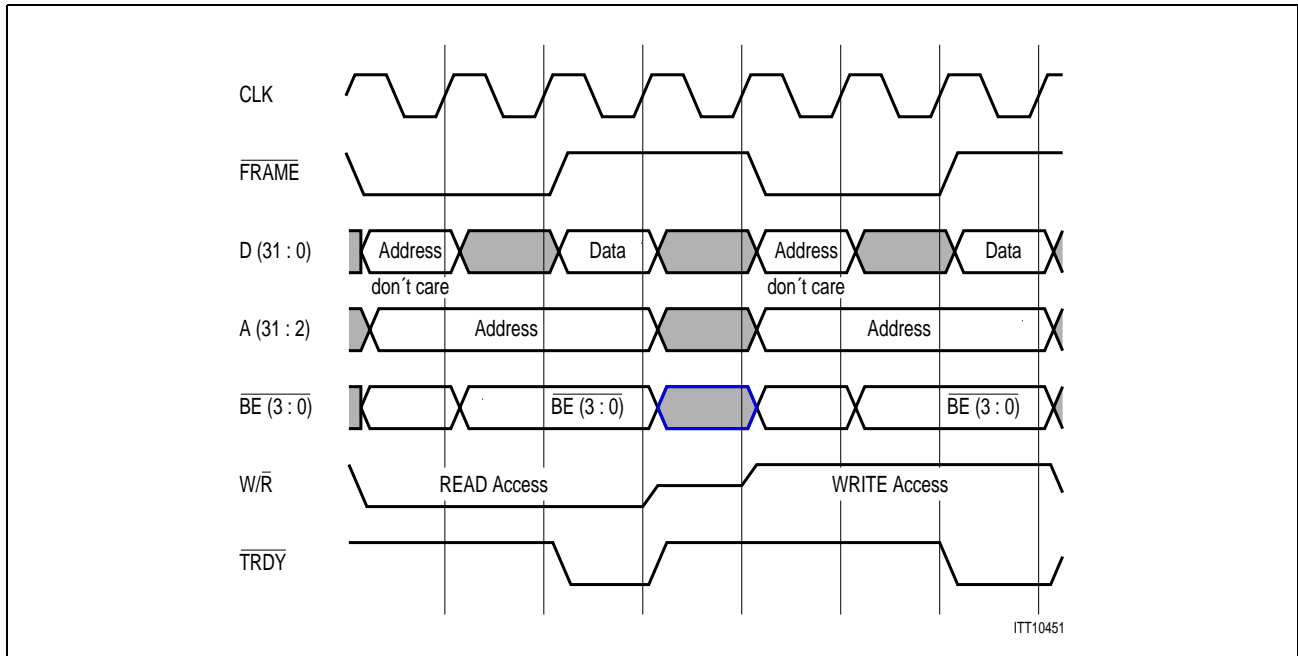 CLK
FRAME
D (31 : 0) Address Data Address Data
don´t care don´t care
A (31 : 2) Address Address
BE (3 : 0) BE (3 : 0) BE (3 : 0)
W/R READ Access WRITE Access
TRDY
ITT10451